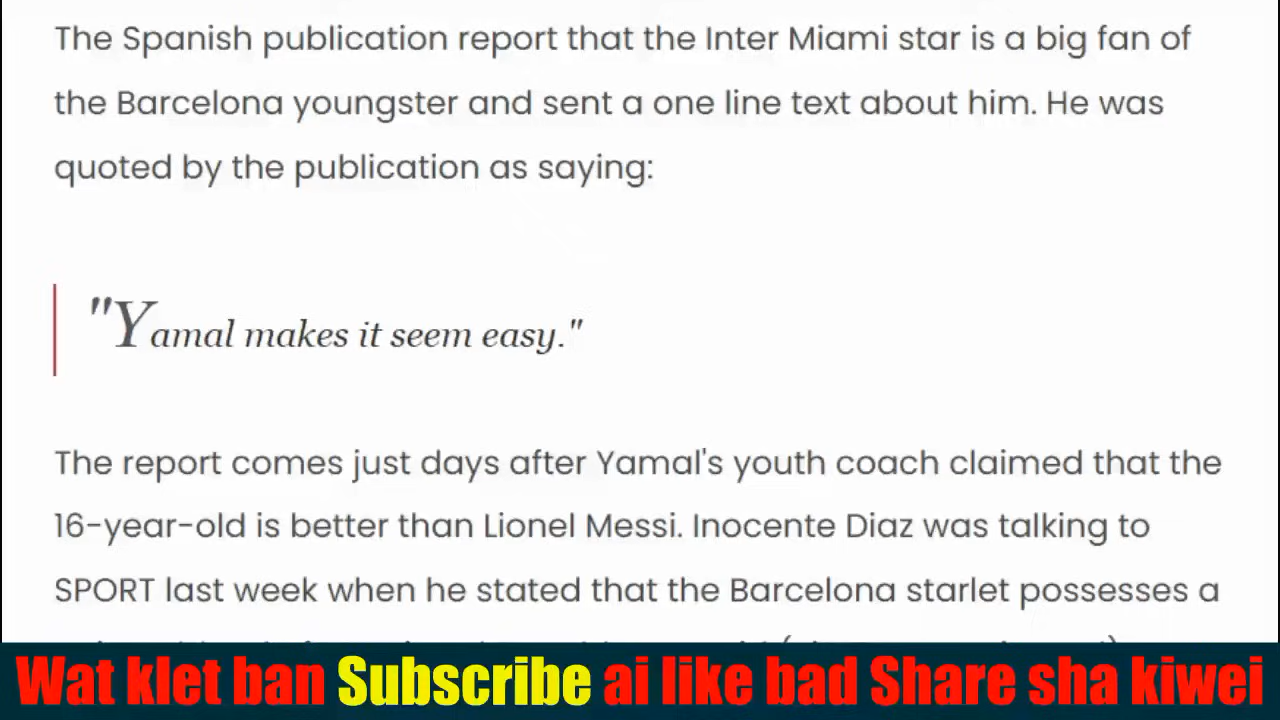 The Spanish publication report that the Inter Miami star is a big fan of
the Barcelona youngster and sent a one line text about him. He was
quoted by the publication as saying:
"Yamal makes it seem easy."
The report comes just days after Yamal's youth coach claimed that the
16-year-old is better than Lionel Messi. Inocente Diaz was talking to
SPORT last week when he stated that the Barcelona starlet possesses a
Wat klet ban Subscribe ai like bad Share sha kiwei